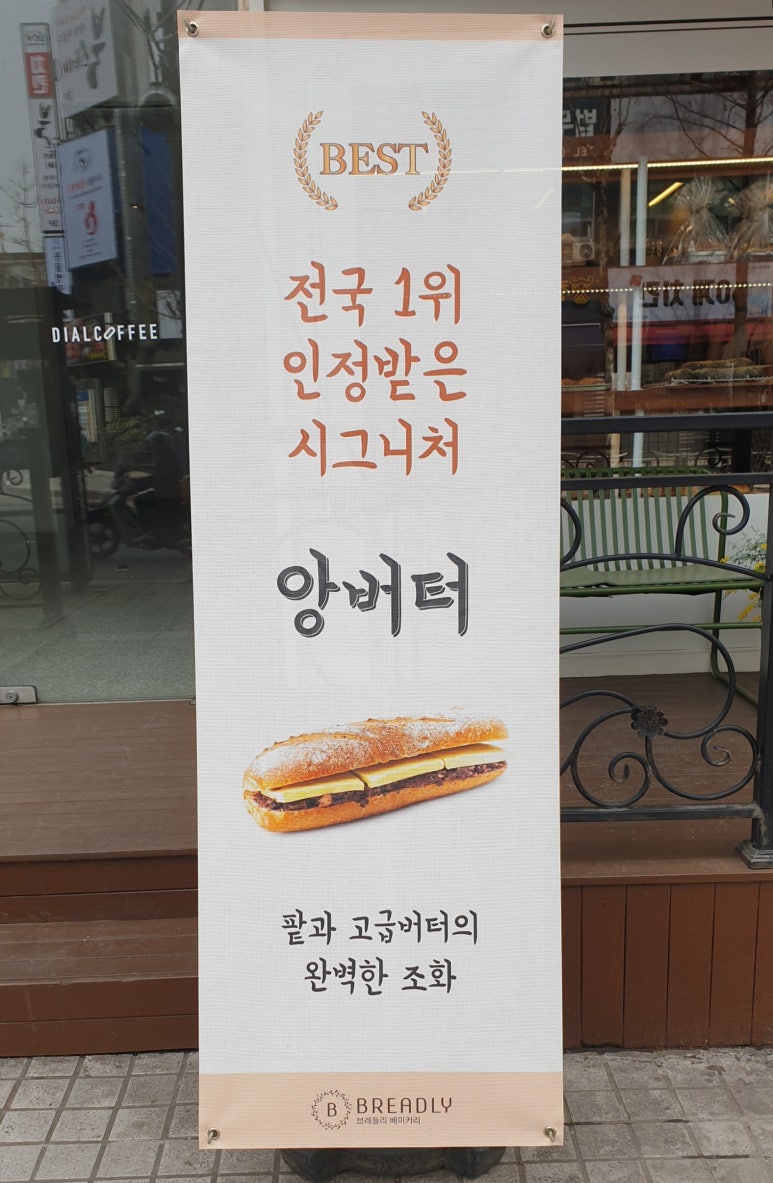 BEST
전국 1위
인정받은
시그니처
앙버터
팥과 고급버터의
완벽한 조화
B BREADLY
브레들리 베이커리
DIALCOFFEE